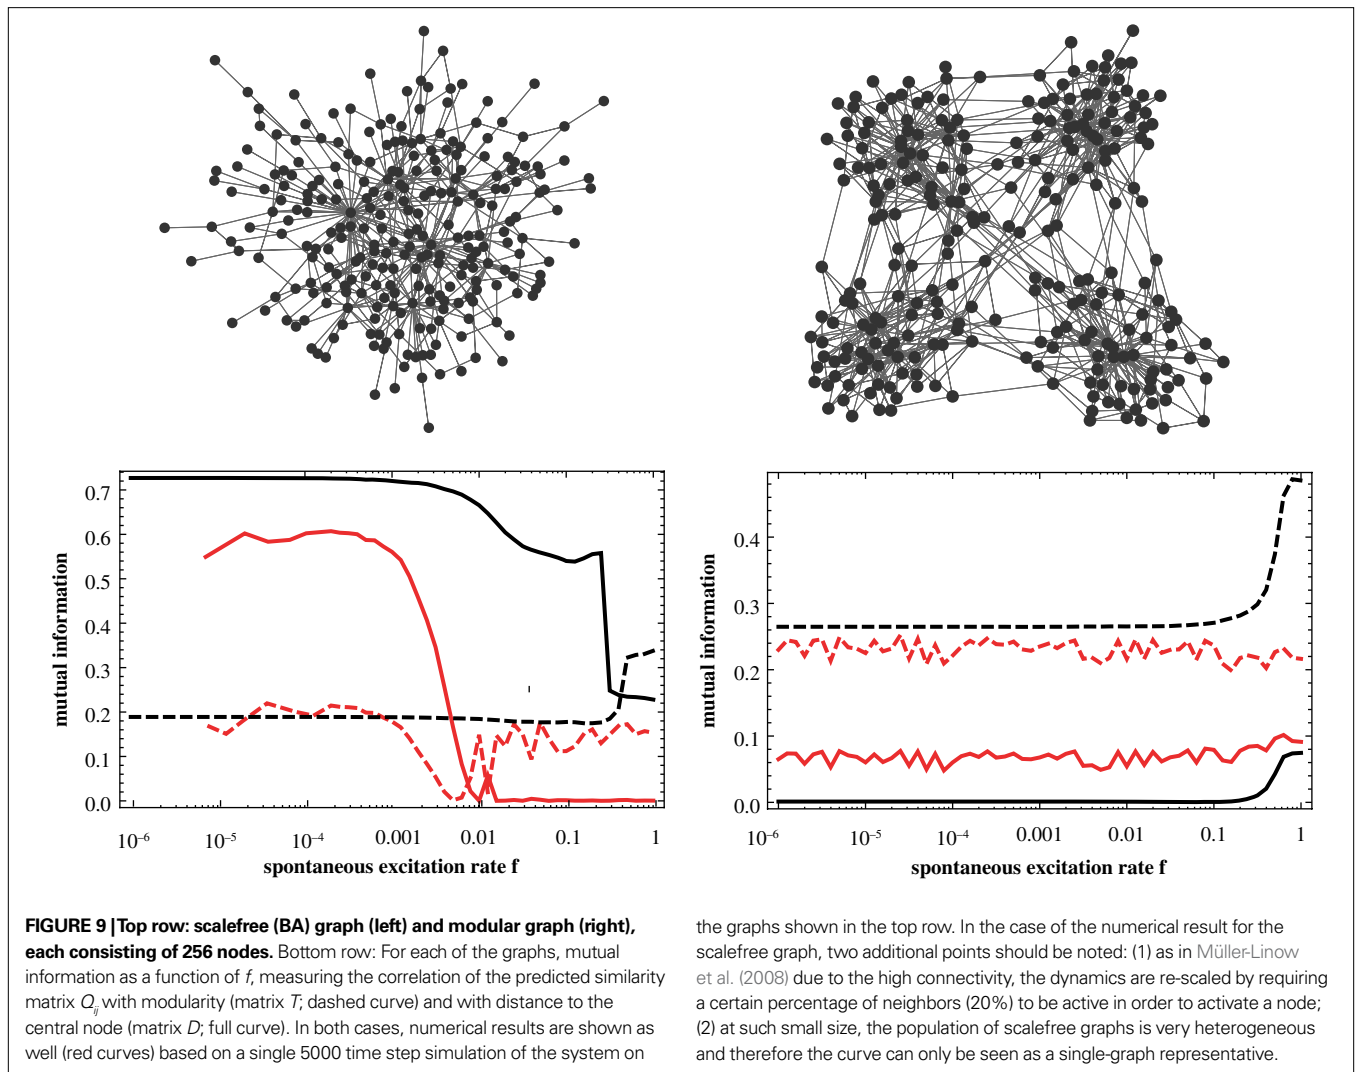 0.7
0.6
0.5
0.4
0.3
0.2
0.1
0.0
mutual information
10⁻⁶ 10⁻⁵ 10⁻⁴ 0.001 0.01 0.1 1
spontaneous excitation rate f
0.4
0.3
0.2
0.1
0.0
mutual information
10⁻⁶ 10⁻⁵ 10⁻⁴ 0.001 0.01 0.1 1
spontaneous excitation rate f
FIGURE 9 | Top row: scalefree (BA) graph (left) and modular graph (right),
each consisting of 256 nodes. Bottom row: For each of the graphs, mutual
information as a function of f, measuring the correlation of the predicted similarity
matrix Qij with modularity (matrix T; dashed curve) and with distance to the
central node (matrix D; full curve). In both cases, numerical results are shown as
well (red curves) based on a single 5000 time step simulation of the system on
the graphs shown in the top row. In the case of the numerical result for the
scalefree graph, two additional points should be noted: (1) as in Müller-Linow
et al. (2008) due to the high connectivity, the dynamics are re-scaled by requiring
a certain percentage of neighbors (20%) to be active in order to activate a node;
(2) at such small size, the population of scalefree graphs is very heterogeneous
and therefore the curve can only be seen as a single-graph representative.